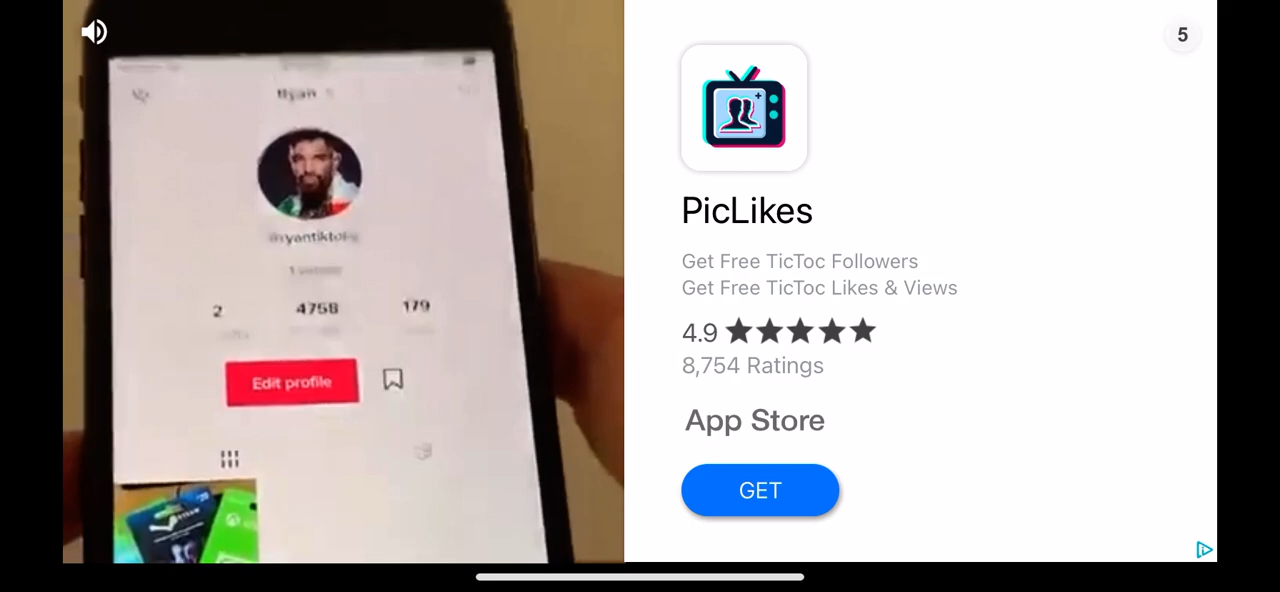 2
4758
179
Edit profile
5
PicLikes
Get Free TicToc Followers
Get Free TicToc Likes & Views
4.9
8,754 Ratings
App Store
GET